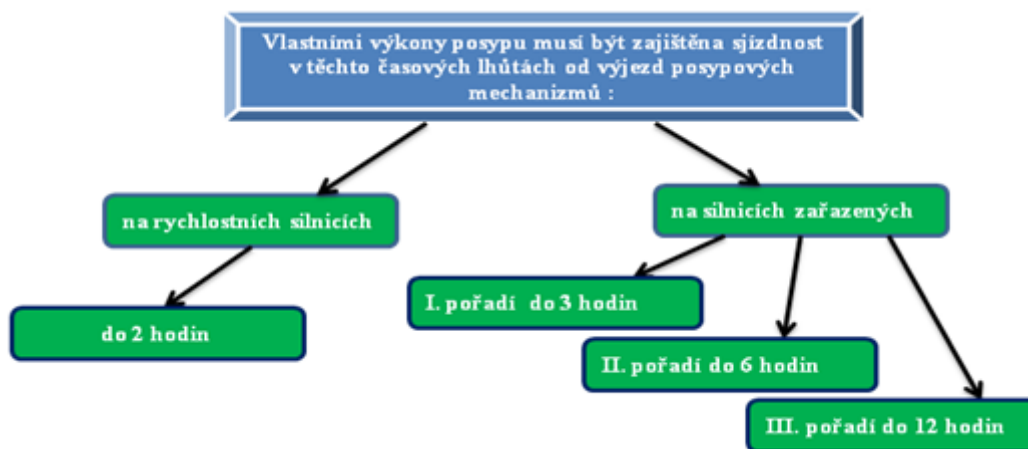 Vlastními výkony posypu musí být zajištěna sjízdnost
v těchto časových lhůtách od výjezd posypových
mechanizmů :
na rychlostních silnicích
na silnicích zařazených
do 2 hodin
I. pořadí do 3 hodin
II. pořadí do 6 hodin
III. pořadí do 12 hodin